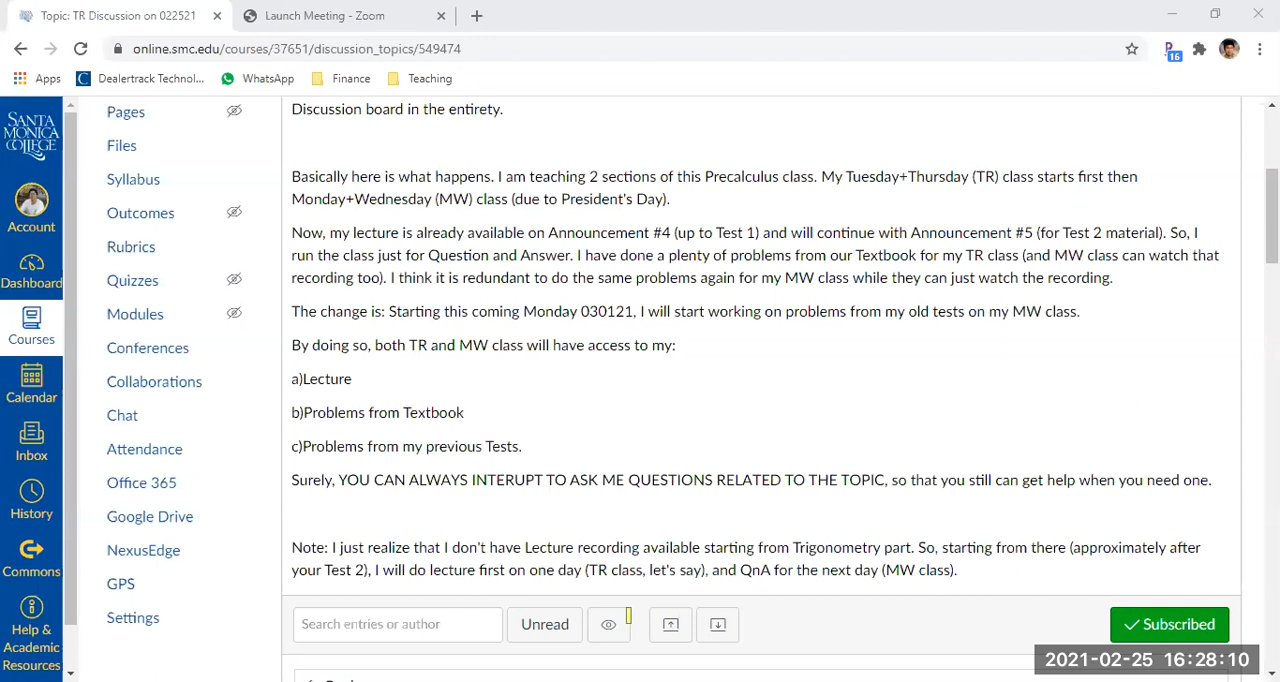 Topic: TR Discussion on 022521
Launch Meeting - Zoom
online.smc.edu/courses/37651/discussion_topics/549474
16
Apps
Dealertrack Technol...
WhatsApp
Finance
Teaching
SANTA
MONICA
COLLEGE
Account
Dashboard
Courses
Calendar
Inbox
History
Commons
Help &
Academic
Resources
Pages
Files
Syllabus
Outcomes
Rubrics
Quizzes
Modules
Conferences
Collaborations
Chat
Attendance
Office 365
Google Drive
NexusEdge
GPS
Settings
Discussion board in the entirety.
Basically here is what happens. I am teaching 2 sections of this Precalculus class. My Tuesday+Thursday (TR) class starts first then
Monday+Wednesday (MW) class (due to President's Day).
Now, my lecture is already available on Announcement #4 (up to Test 1) and will continue with Announcement #5 (for Test 2 material). So, I
run the class just for Question and Answer. I have done a plenty of problems from our Textbook for my TR class (and MW class can watch that
recording too). I think it is redundant to do the same problems again for my MW class while they can just watch the recording.
The change is: Starting this coming Monday 030121, I will start working on problems from my old tests on my MW class.
By doing so, both TR and MW class will have access to my:
a)Lecture
b)Problems from Textbook
c)Problems from my previous Tests.
Surely, YOU CAN ALWAYS INTERUPT TO ASK ME QUESTIONS RELATED TO THE TOPIC, so that you still can get help when you need one.
Note: I just realize that I don't have Lecture recording available starting from Trigonometry part. So, starting from there (approximately after
your Test 2), I will do lecture first on one day (TR class, let's say), and QnA for the next day (MW class).
Search entries or author
Unread
Subscribed
2021-02-25 16:28:10